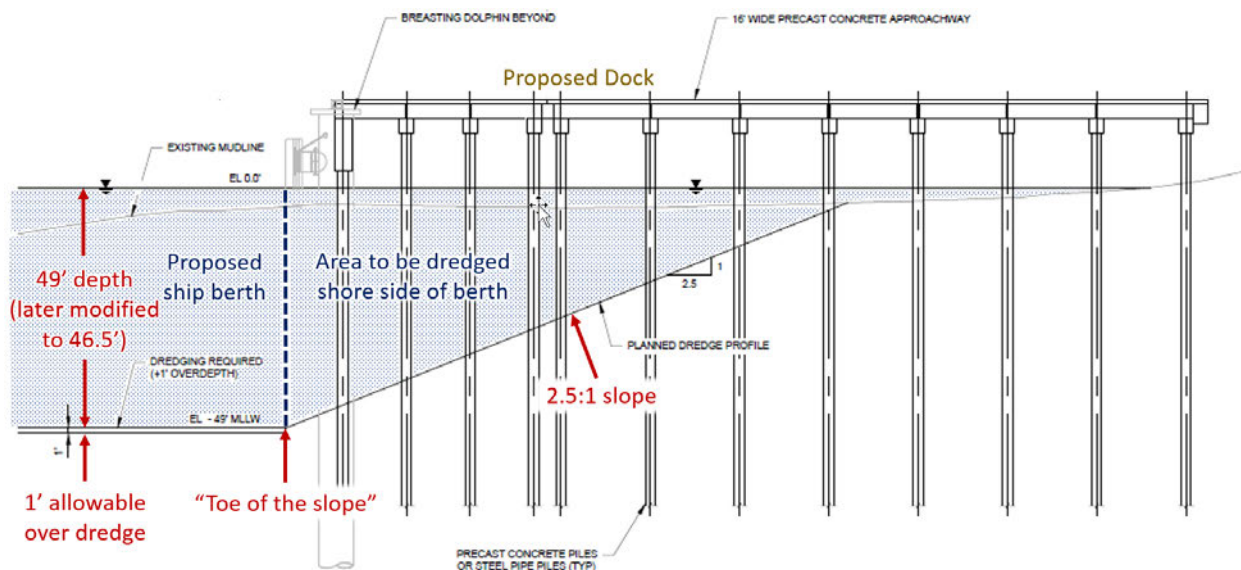 BREASTING DOLPHIN BEYOND
16' WIDE PRECAST CONCRETE APPROACHWAY
Proposed Dock
EXISTING MUDLINE
EL 0.0'
Proposed
ship berth
Area to be dredged
shore side of berth
49' depth
(later modified
to 46.5')
1
2.5
PLANNED DREDGE PROFILE
DREDGING REQUIRED
(+1' OVERDEPTH)
2.5:1 slope
EL - 49' MLLW
1'
1' allowable
over dredge
“Toe of the slope”
PRECAST CONCRETE PILES
OR STEEL PIPE PILES (TYP)